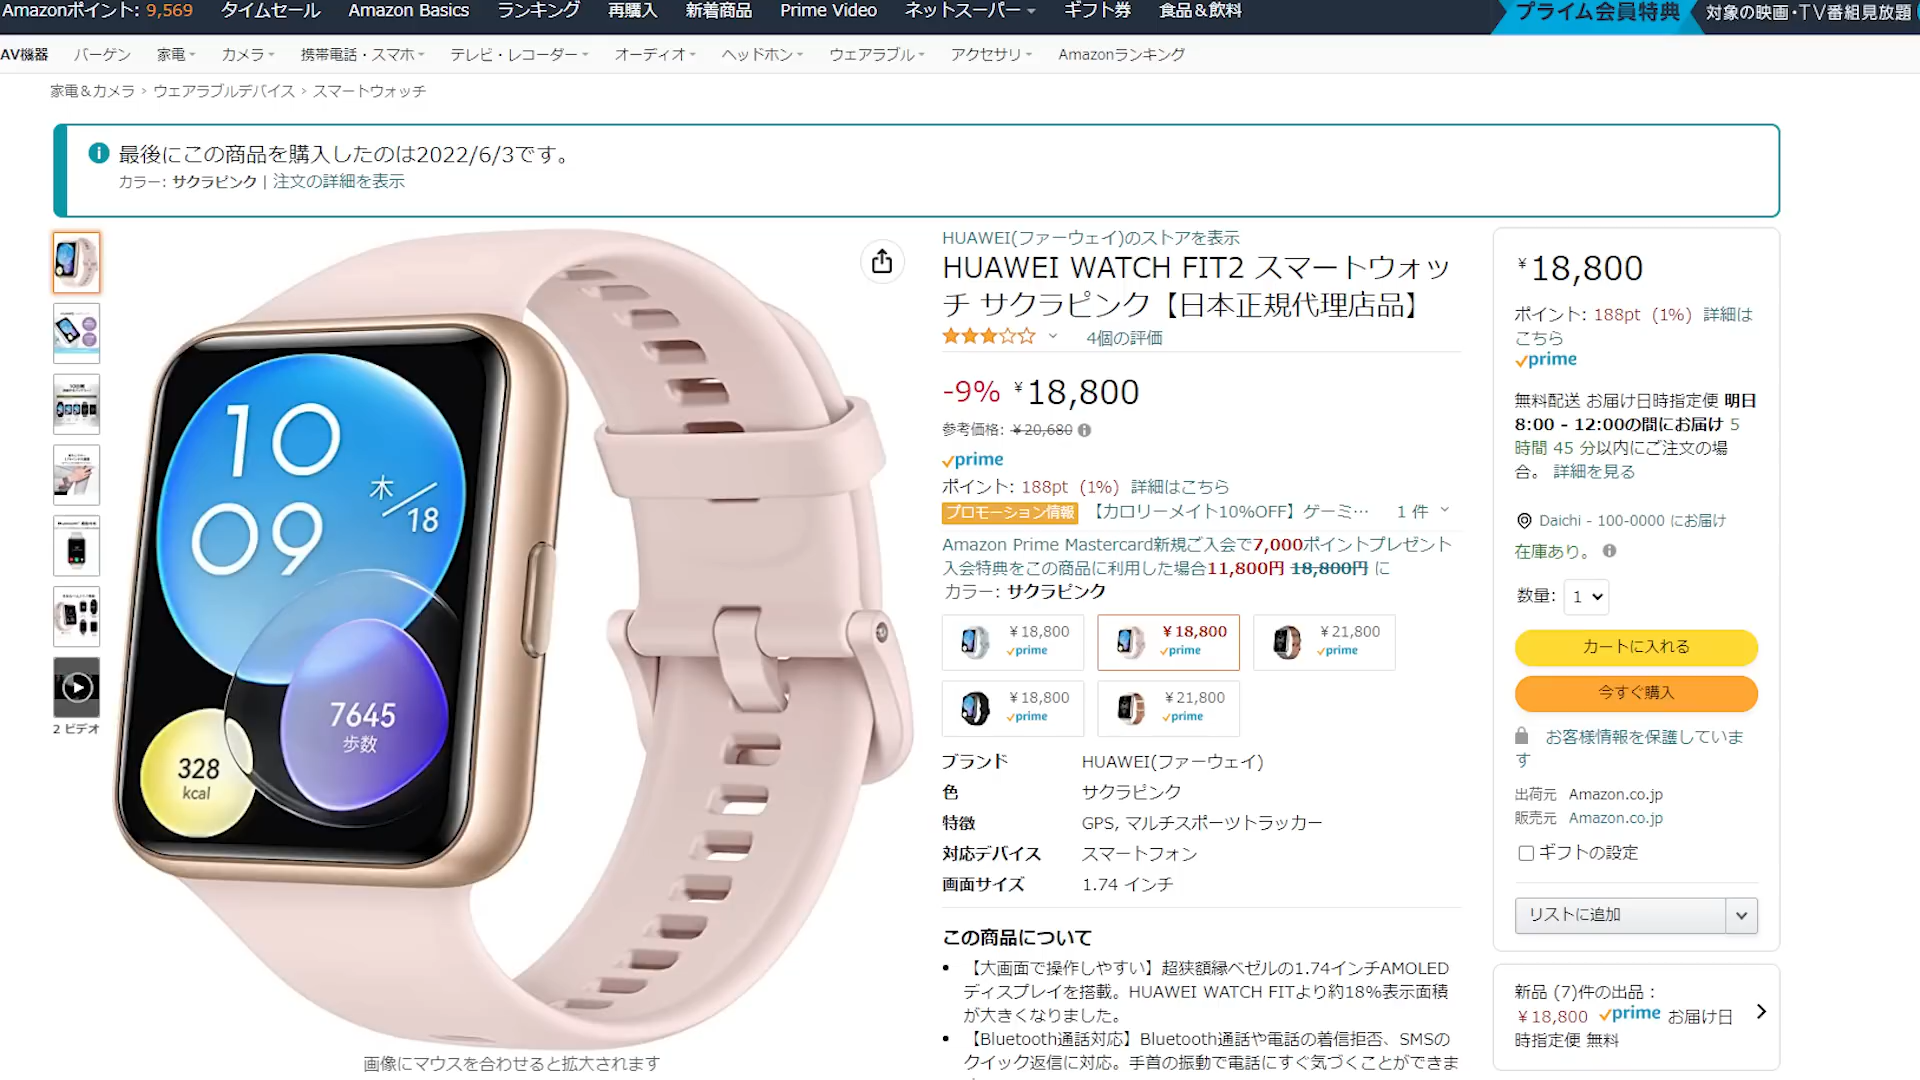 Amazonポイント: 9,569 タイムセール Amazon Basics ランキング 再購入 新着商品 Prime Video ネットスーパー ギフト券 食品&飲料 プライム会員特典 対象の映画・TV番組見放題
AV機器 バーゲン 家電 カメラ 携帯電話・スマホ テレビ・レコーダー オーディオ ヘッドホン ウェアラブル アクセサリ Amazonランキング
家電&カメラ › ウェアラブルデバイス › スマートウォッチ
最後にこの商品を購入したのは2022/6/3です。
カラー: サクラピンク | 注文の詳細を表示
2 ビデオ
10
09
木
18
7645
歩数
328
kcal
画像にマウスを合わせると拡大されます
HUAWEI(ファーウェイ)のストアを表示
HUAWEI WATCH FIT2 スマートウォッ
チ サクラピンク【日本正規代理店品】
4個の評価
-9% ¥18,800
参考価格: ¥20,680
prime
ポイント: 188pt (1%) 詳細はこちら
プロモーション情報 【カロリーメイト10%OFF】ゲーミ… 1 件
Amazon Prime Mastercard新規ご入会で7,000ポイントプレゼント
入会特典をこの商品に利用した場合11,800円 18,800円 に
カラー: サクラピンク
¥18,800 ¥18,800 ¥21,800
prime prime prime
¥18,800 ¥21,800
prime prime
ブランド HUAWEI(ファーウェイ)
色 サクラピンク
特徴 GPS, マルチスポーツトラッカー
対応デバイス スマートフォン
画面サイズ 1.74 インチ
この商品について
• 【大画面で操作しやすい】超狭額縁ベゼルの1.74インチAMOLED
ディスプレイを搭載。HUAWEI WATCH FITより約18%表示面積
が大きくなりました。
• 【Bluetooth通話対応】Bluetooth通話や電話の着信拒否、SMSの
クイック返信に対応。手首の振動で電話にすぐ気づくことができま
¥18,800
ポイント: 188pt (1%) 詳細は
こちら
prime
無料配送 お届け日時指定便 明日
8:00 - 12:00の間にお届け 5
時間 45 分以内にご注文の場
合。 詳細を見る
Daichi - 100-0000 にお届け
在庫あり。
数量: 1
カートに入れる
今すぐ購入
お客様情報を保護していま
す
出荷元 Amazon.co.jp
販売元 Amazon.co.jp
ギフトの設定
リストに追加
新品 (7)件の出品：
¥18,800 prime お届け日
時指定便 無料